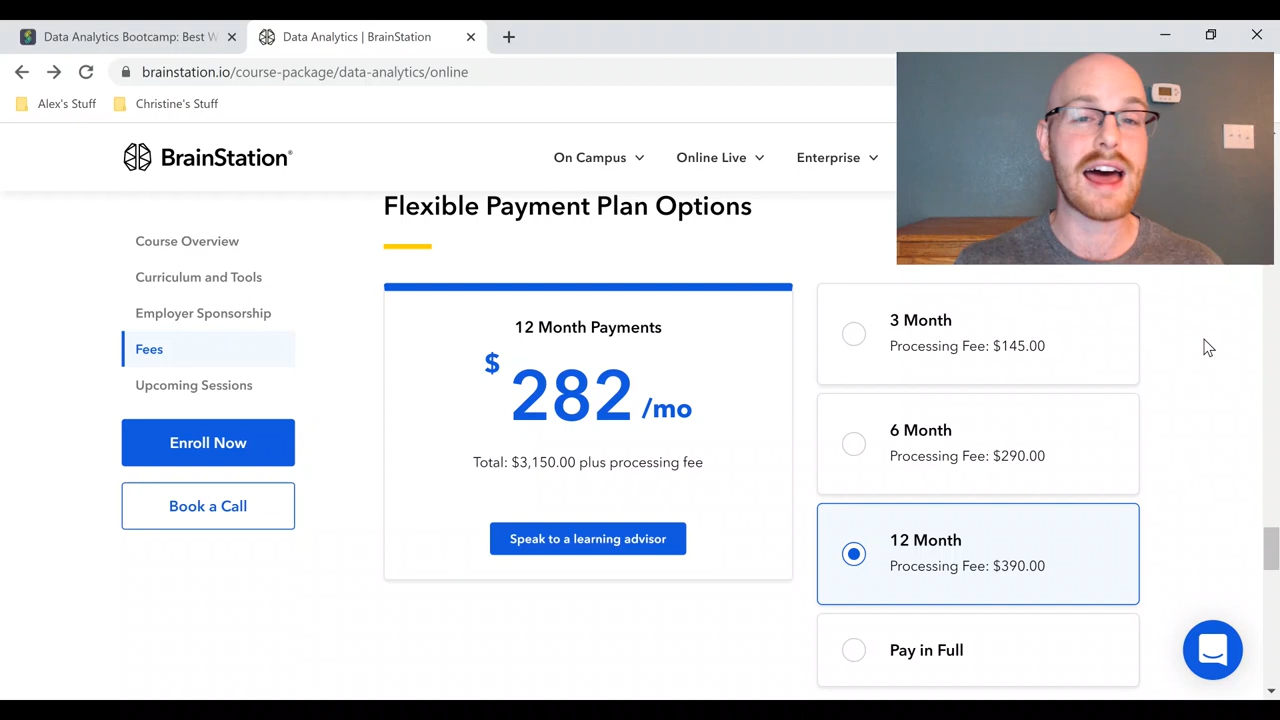 Data Analytics Bootcamp: Best W
Data Analytics | BrainStation
brainstation.io/course-package/data-analytics/online
Alex's Stuff
Christine's Stuff
BrainStation®
On Campus
Online Live
Enterprise
Flexible Payment Plan Options
Course Overview
Curriculum and Tools
Employer Sponsorship
Fees
Upcoming Sessions
Enroll Now
Book a Call
12 Month Payments
$282 /mo
Total: $3,150.00 plus processing fee
Speak to a learning advisor
3 Month
Processing Fee: $145.00
6 Month
Processing Fee: $290.00
12 Month
Processing Fee: $390.00
Pay in Full